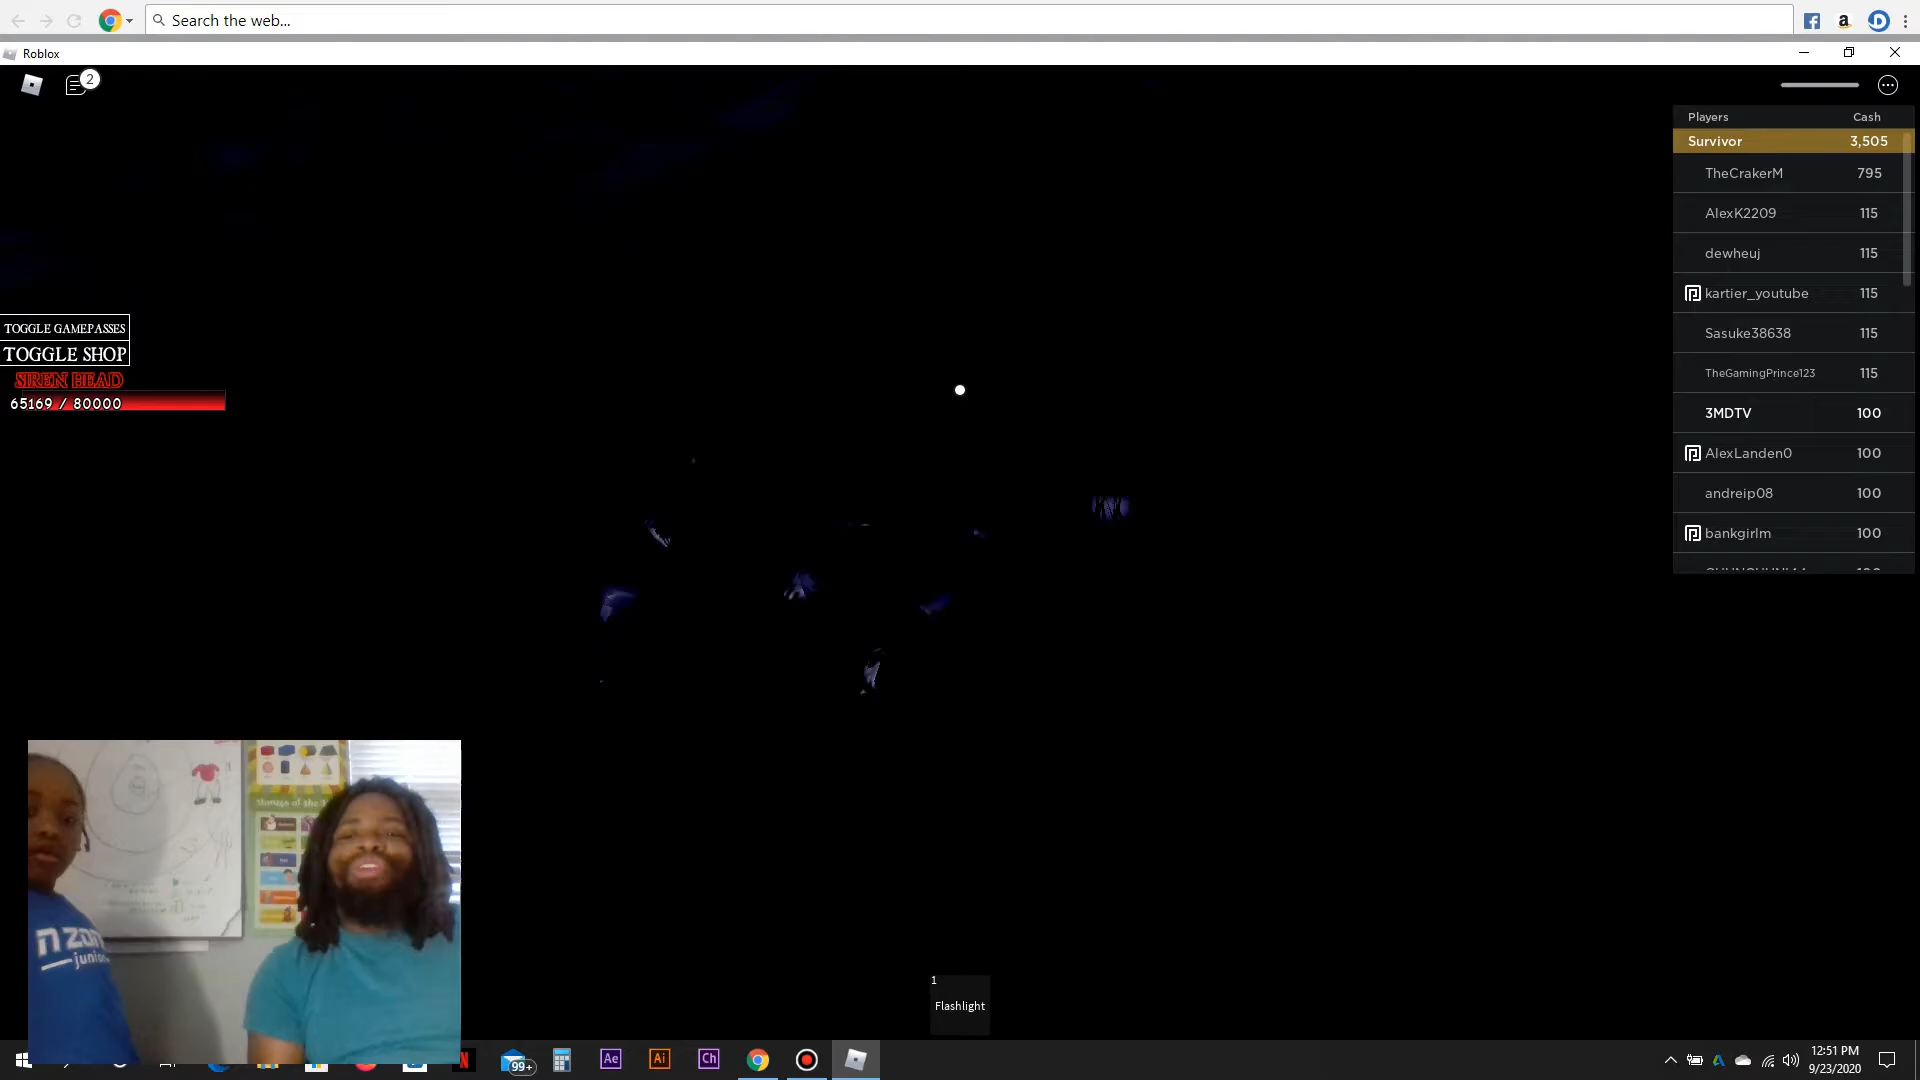 Search the web...
Roblox
2
Players Cash
Survivor 3,505
TheCrakerM 795
AlexK2209 115
dewheuj 115
kartier_youtube 115
Sasuke38638 115
TheGamingPrince123 115
3MDTV 100
AlexLanden0 100
andreip08 100
bankgirlm 100
TOGGLE GAMEPASSES
TOGGLE SHOP
SIREN HEAD
65169 / 80000
junior
1
Flashlight
99+
Ae
Ai
Ch
12:51 PM
9/23/2020